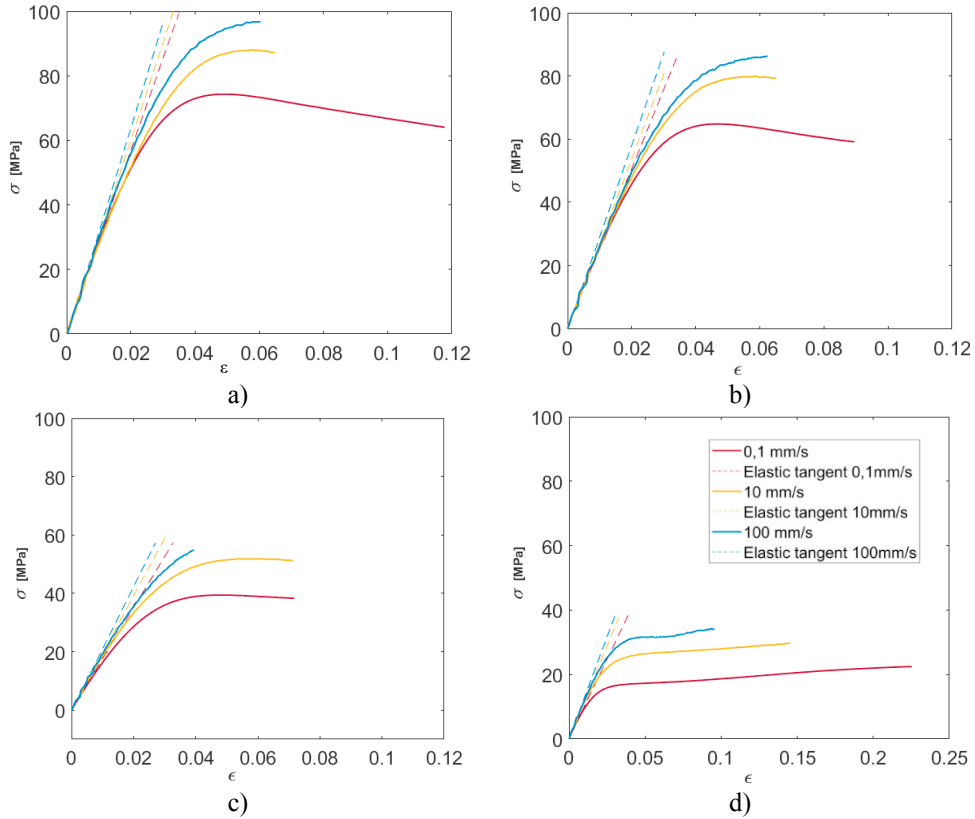 100
80
60
40
20
0
σ [MPa]
0 0.02 0.04 0.06 0.08 0.10 0.12
ε
a)
100
80
60
40
20
0
σ [MPa]
0 0.02 0.04 0.06 0.08 0.10 0.12
ϵ
b)
100
80
60
40
20
0
σ [MPa]
0 0.02 0.04 0.06 0.08 0.10 0.12
ϵ
c)
100
80
60
40
20
0
σ [MPa]
0,1 mm/s
Elastic tangent 0,1mm/s
10 mm/s
Elastic tangent 10mm/s
100 mm/s
Elastic tangent 100mm/s
0 0.05 0.1 0.15 0.2 0.25
ϵ
d)